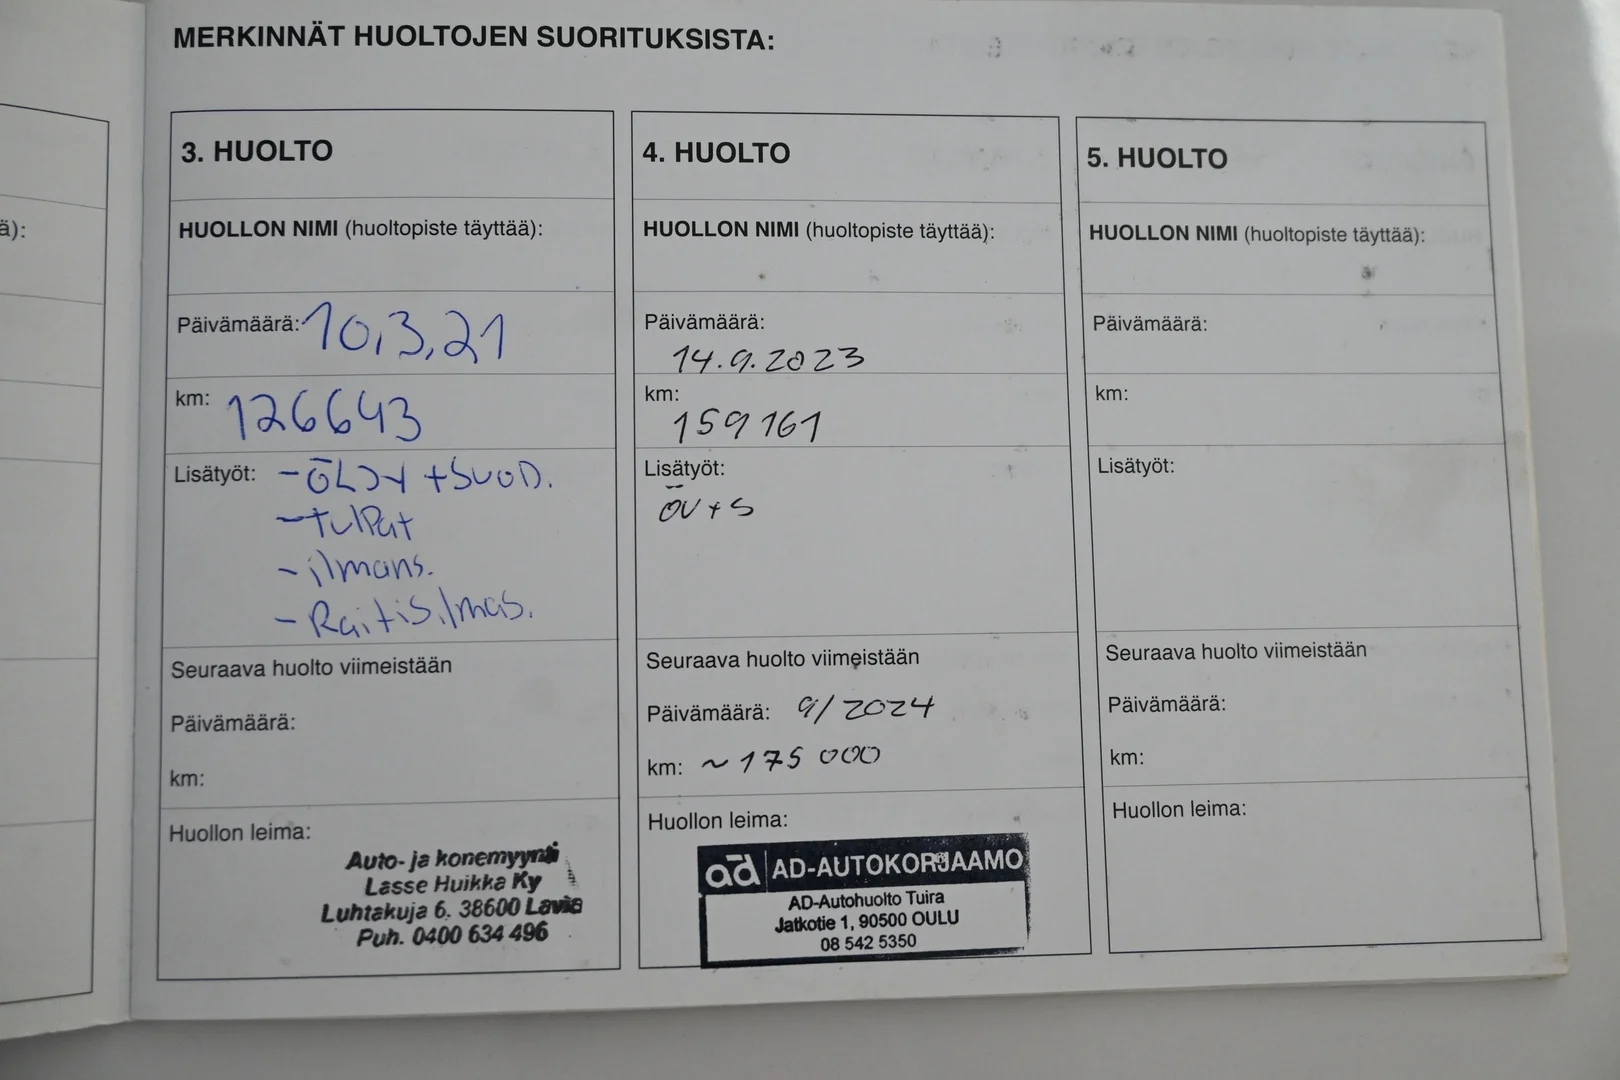 MERKINNÄT HUOLTOJEN SUORITUKSISTA:
ä):
3. HUOLTO
HUOLLON NIMI (huoltopiste täyttää):
Päivämäärä: 10,3,21
km: 126643
Lisätyöt: - ÖLJY + SUOD.
- tulPat
- ilmans.
- Raitis.lmas.
Seuraava huolto viimeistään
Päivämäärä:
km:
Huollon leima:
Auto- ja konemyynti
Lasse Huikka Ky
Luhtakuja 6, 38600 Lavia
Puh. 0400 634 496
4. HUOLTO
HUOLLON NIMI (huoltopiste täyttää):
Päivämäärä:
14.9.2023
km:
159 161
Lisätyöt:
ÖV + S
Seuraava huolto viimeistään
Päivämäärä: 9/2024
km: ~ 175 000
Huollon leima:
ad AD-AUTOKORJAAMO
AD-Autohuolto Tuira
Jatkotie 1, 90500 OULU
08 542 5350
5. HUOLTO
HUOLLON NIMI (huoltopiste täyttää):
Päivämäärä:
km:
Lisätyöt:
Seuraava huolto viimeistään
Päivämäärä:
km:
Huollon leima: